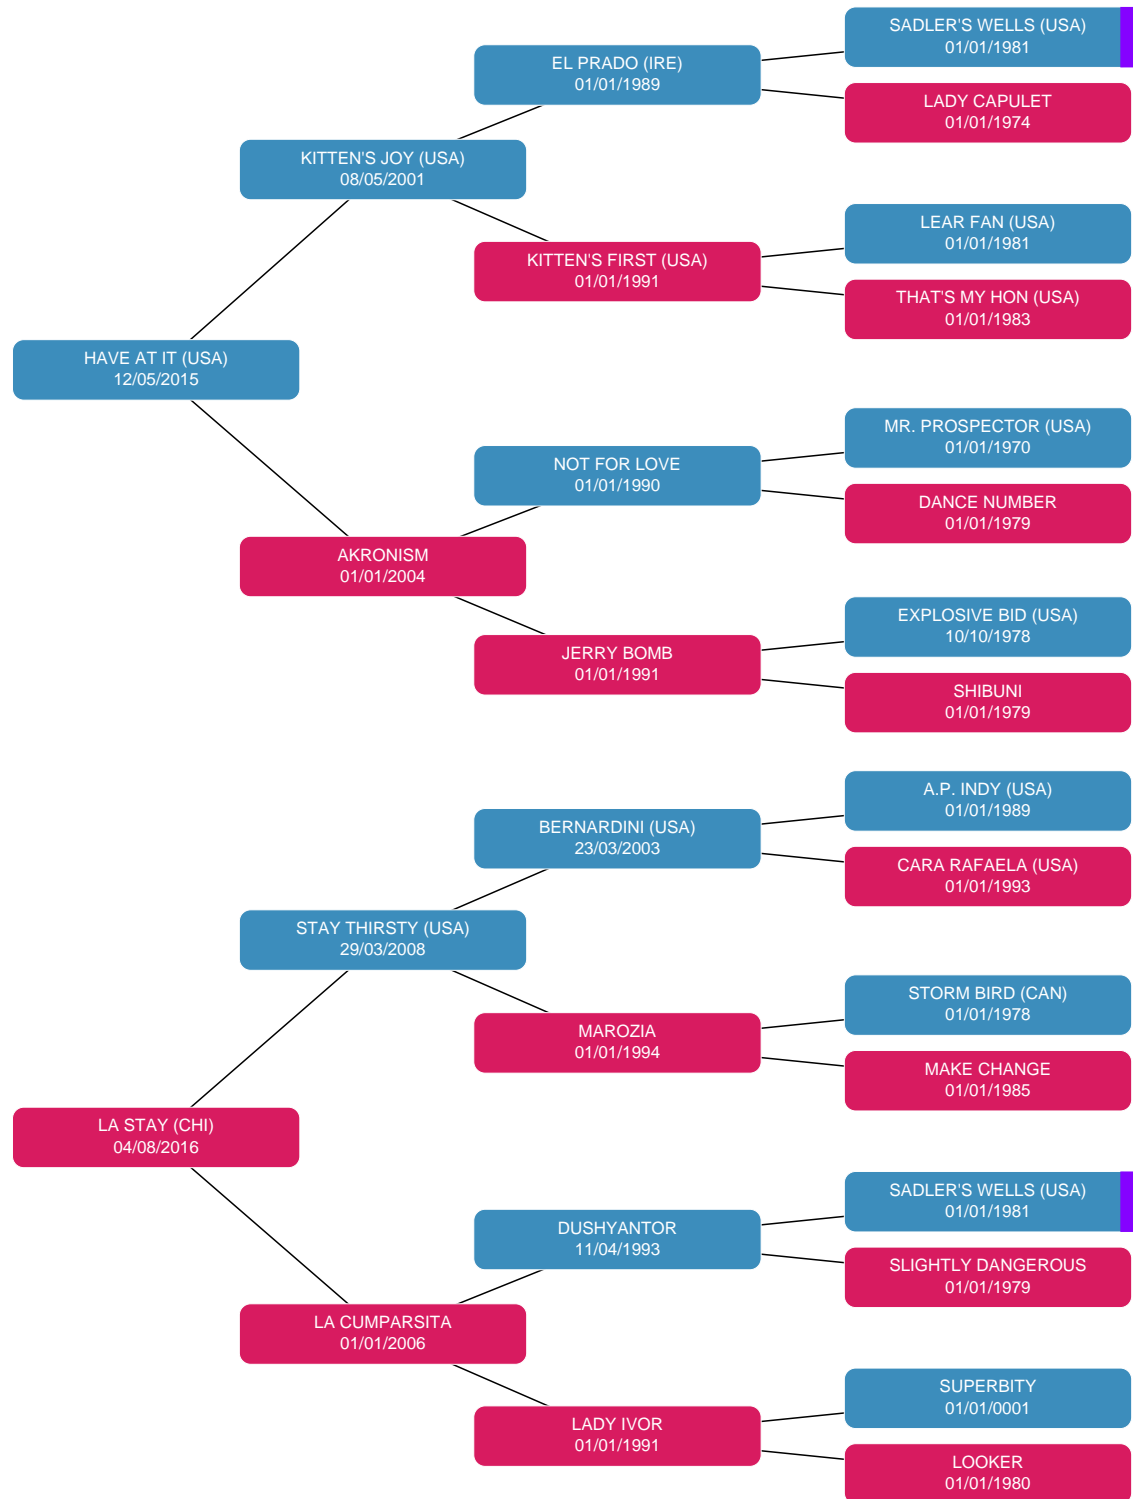 SADLER'S WELLS (USA)
01/01/1981
EL PRADO (IRE)
01/01/1989
LADY CAPULET
01/01/1974
KITTEN'S JOY (USA)
08/05/2001
LEAR FAN (USA)
01/01/1981
KITTEN'S FIRST (USA)
01/01/1991
THAT'S MY HON (USA)
01/01/1983
HAVE AT IT (USA)
12/05/2015
MR. PROSPECTOR (USA)
01/01/1970
NOT FOR LOVE
01/01/1990
DANCE NUMBER
01/01/1979
AKRONISM
01/01/2004
EXPLOSIVE BID (USA)
10/10/1978
JERRY BOMB
01/01/1991
SHIBUNI
01/01/1979
A.P. INDY (USA)
01/01/1989
BERNARDINI (USA)
23/03/2003
CARA RAFAELA (USA)
01/01/1993
STAY THIRSTY (USA)
29/03/2008
STORM BIRD (CAN)
01/01/1978
MAROZIA
01/01/1994
MAKE CHANGE
01/01/1985
LA STAY (CHI)
04/08/2016
SADLER'S WELLS (USA)
01/01/1981
DUSHYANTOR
11/04/1993
SLIGHTLY DANGEROUS
01/01/1979
LA CUMPARSITA
01/01/2006
SUPERBITY
01/01/0001
LADY IVOR
01/01/1991
LOOKER
01/01/1980